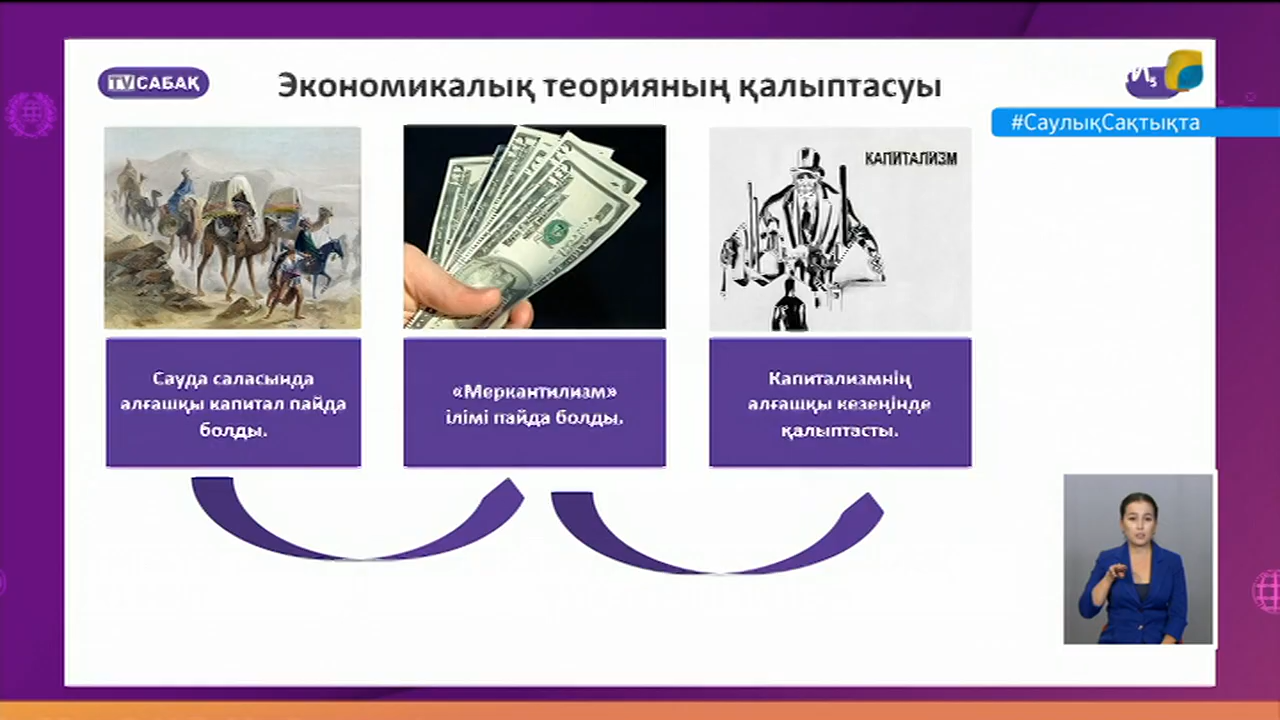 TVСАБАҚ
Экономикалық теорияның қалыптасуы
#СаулықСақтықта
КАПИТАЛИЗМ
Сауда саласында
алғашқы капитал пайда
болды.
«Меркантилизм»
ілімі пайда болды.
Капитализмнің
алғашқы кезеңінде
қалыптасты.